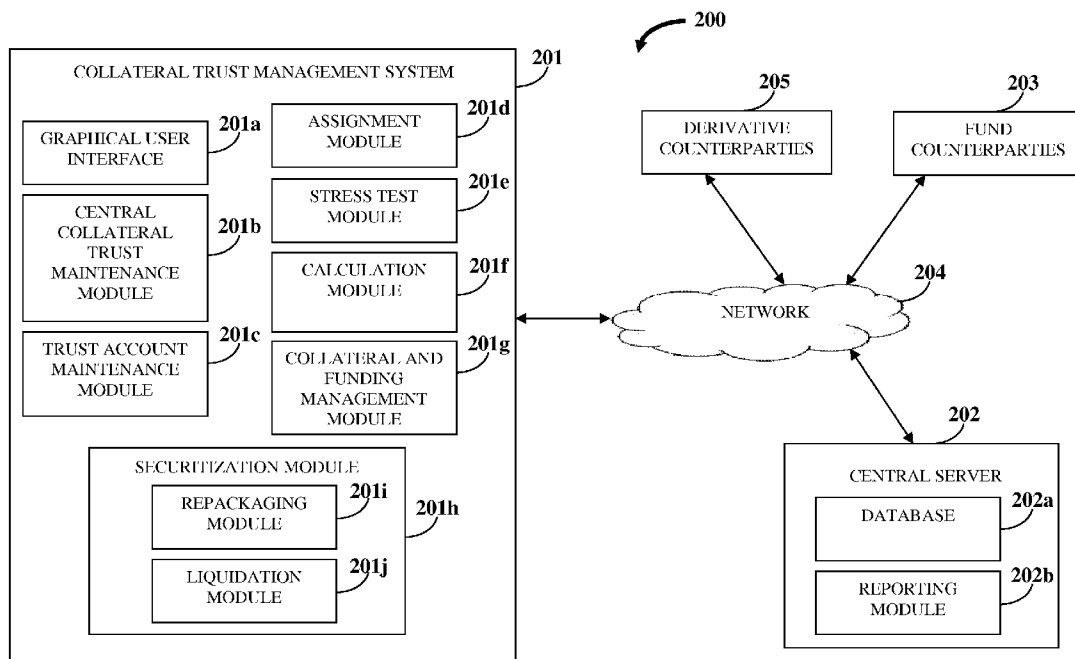 200
COLLATERAL TRUST MANAGEMENT SYSTEM
201
GRAPHICAL USER
INTERFACE
201a
CENTRAL
COLLATERAL
TRUST
MAINTENANCE
MODULE
201b
TRUST ACCOUNT
MAINTENANCE
MODULE
201c
ASSIGNMENT
MODULE
201d
STRESS TEST
MODULE
201e
CALCULATION
MODULE
201f
COLLATERAL AND
FUNDING
MANAGEMENT
MODULE
201g
SECURITIZATION MODULE
201h
REPACKAGING
MODULE
201i
LIQUIDATION
MODULE
201j
205
DERIVATIVE
COUNTERPARTIES
203
FUND
COUNTERPARTIES
204
NETWORK
202
CENTRAL SERVER
DATABASE
202a
REPORTING
MODULE
202b